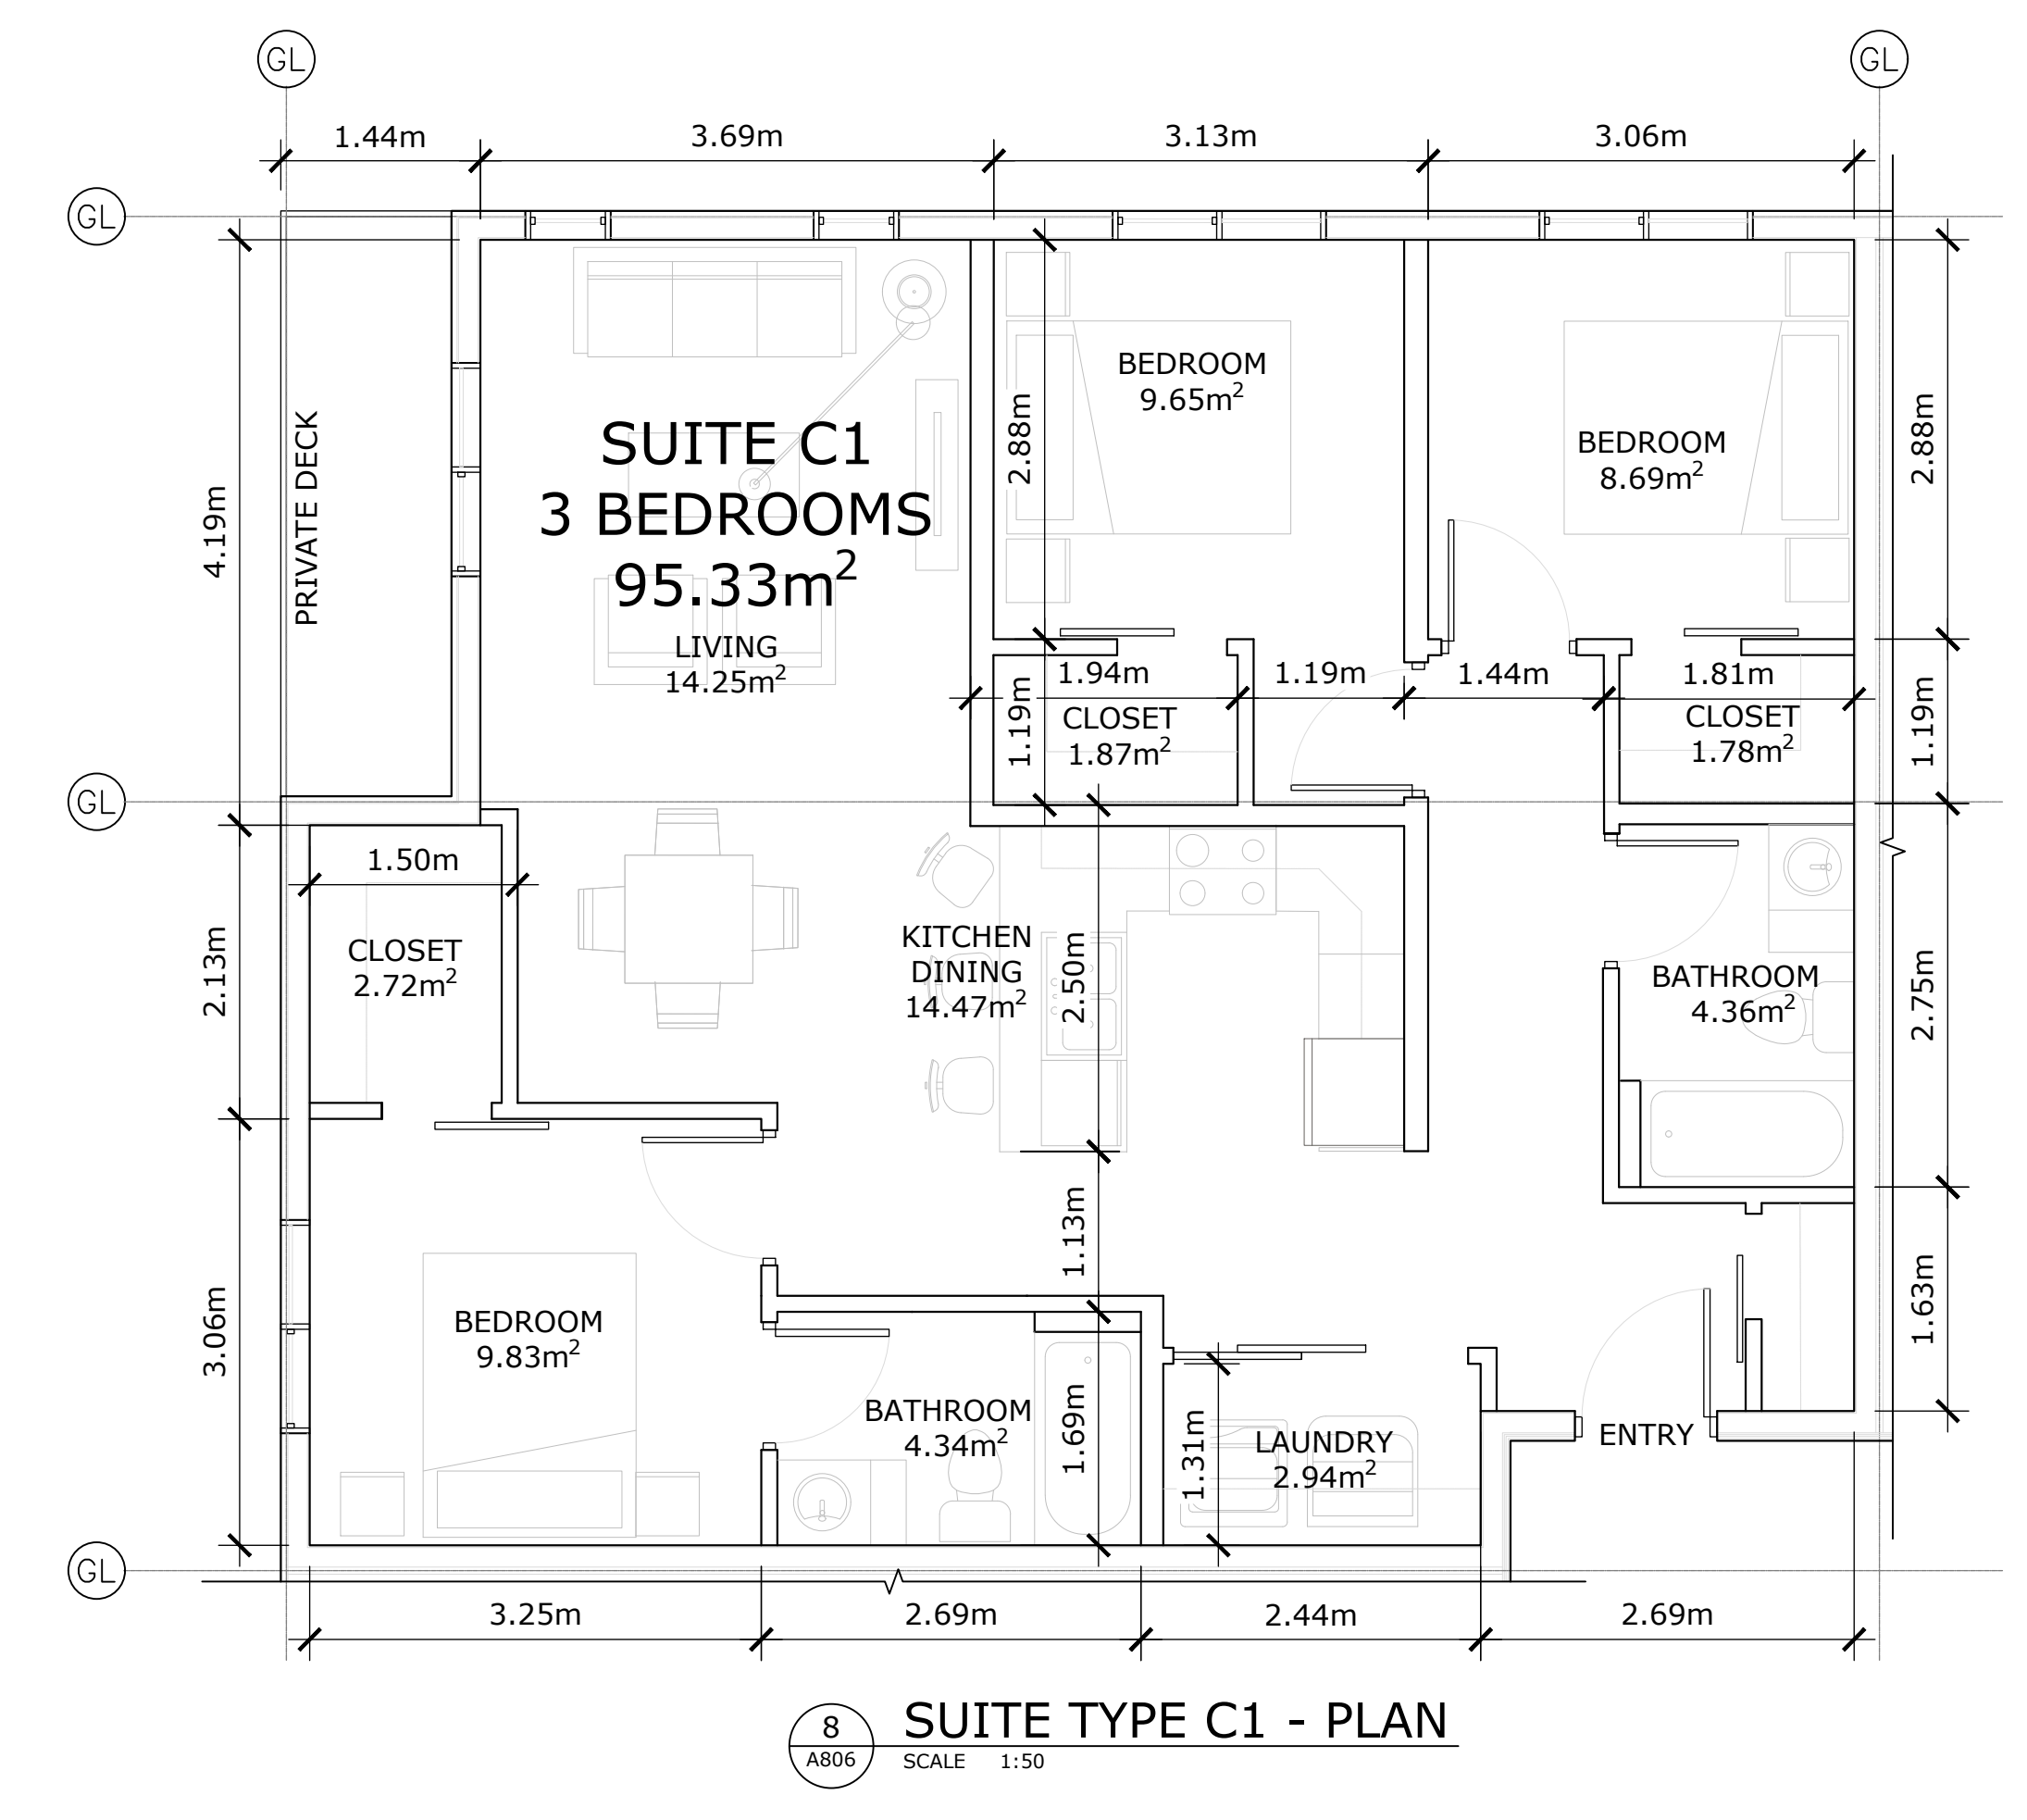 GL
GL
1.44m
3.69m
3.13m
3.06m
GL
PRIVATE DECK
4.19m
SUITE C1
3 BEDROOMS
95.33m²
LIVING
14.25m²
BEDROOM
9.65m²
2.88m
BEDROOM
8.69m²
2.88m
1.94m
1.19m
1.44m
1.81m
1.19m
CLOSET
1.87m²
CLOSET
1.78m²
1.19m
GL
1.50m
CLOSET
2.72m²
2.13m
KITCHEN
DINING
14.47m²
2.50m
BATHROOM
4.36m²
2.75m
1.13m
1.63m
3.06m
BEDROOM
9.83m²
BATHROOM
4.34m²
1.69m
1.31m
LAUNDRY
2.94m²
ENTRY
GL
3.25m
2.69m
2.44m
2.69m
8
A806
SUITE TYPE C1 - PLAN
SCALE 1:50